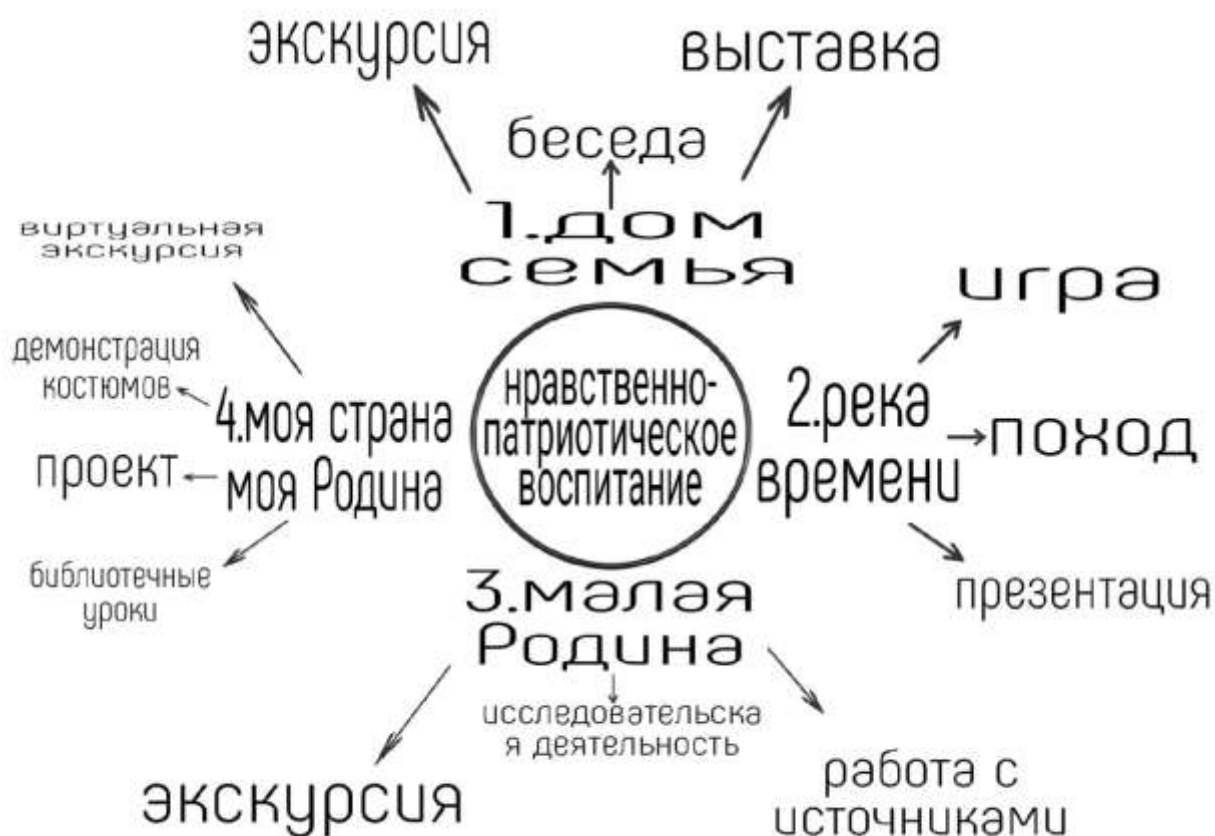 экскурсия
выставка
беседа
1.дом
семья
виртуальная
экскурсия
игра
демонстрация
костюмов
4.моя страна
моя Родина
нравственно-
патриотическое
воспитание
2.река
времени
поход
проект
библиотечные
уроки
презентация
3.малая
Родина
исследовательска
я деятельность
экскурсия
работа с
источниками